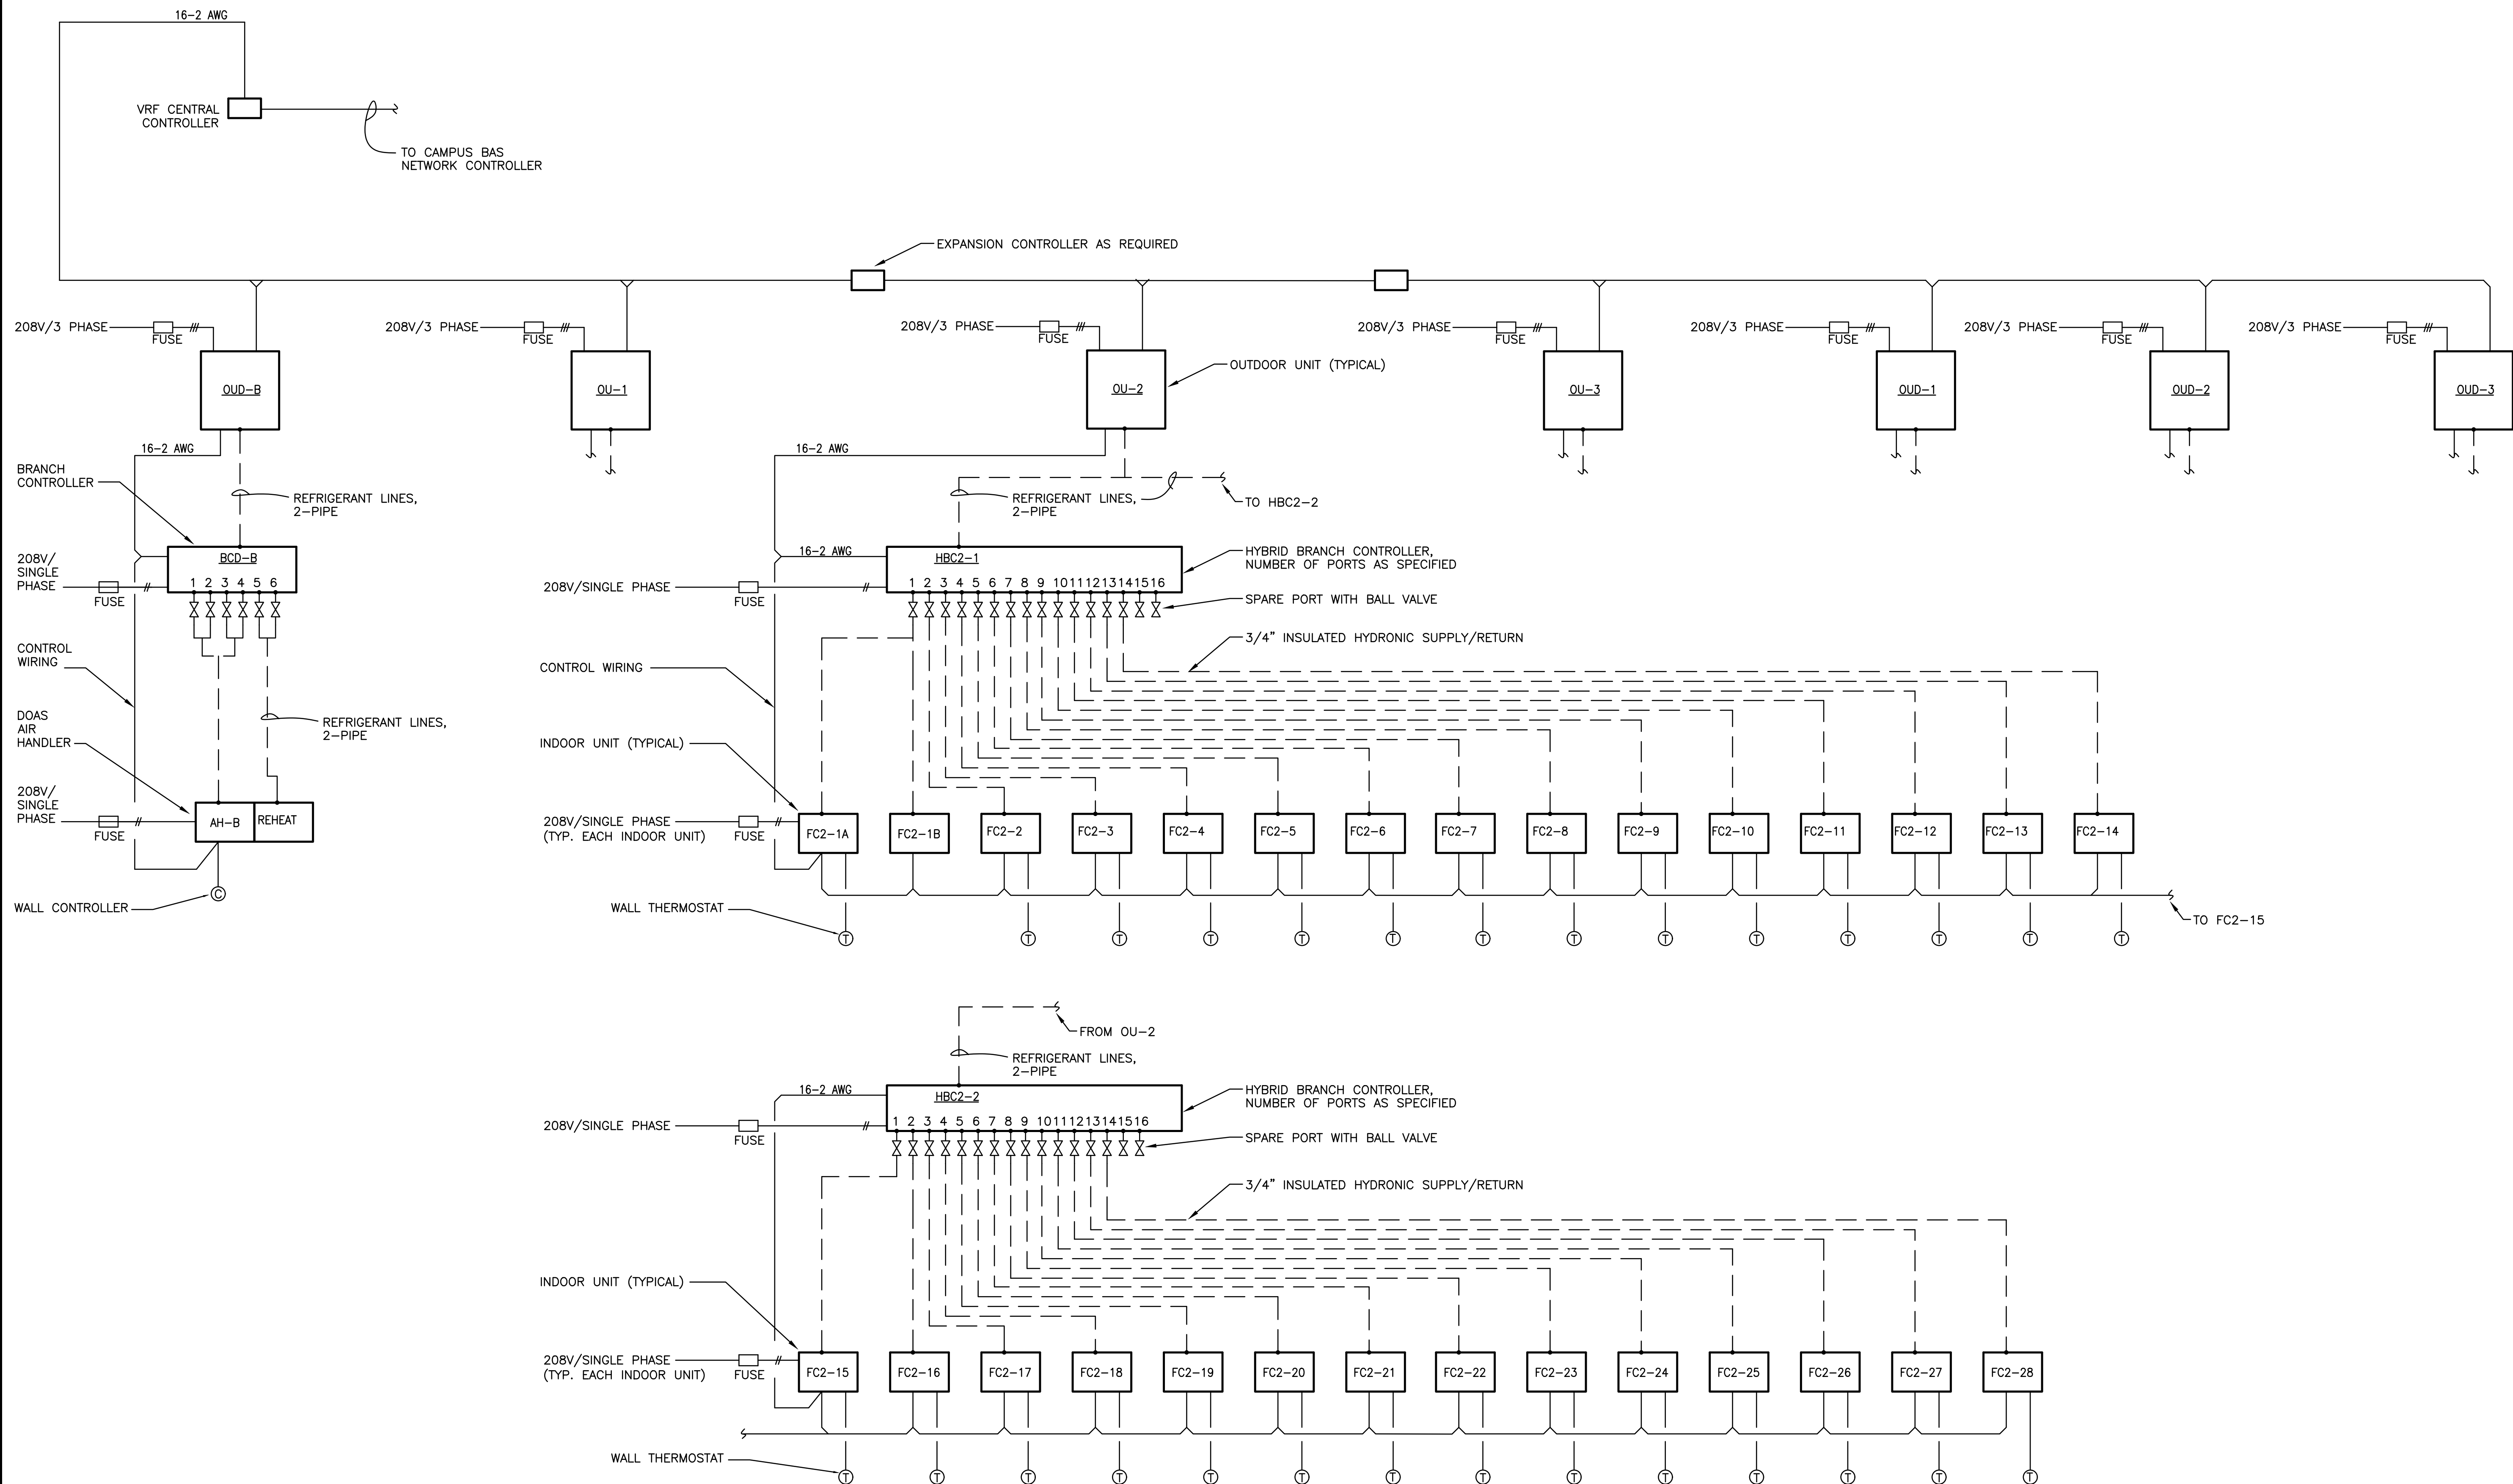 16-2 AWG
VRF CENTRAL
CONTROLLER
TO CAMPUS BAS
NETWORK CONTROLLER
EXPANSION CONTROLLER AS REQUIRED
208V/3 PHASE
FUSE
208V/3 PHASE
FUSE
208V/3 PHASE
FUSE
208V/3 PHASE
FUSE
208V/3 PHASE
FUSE
208V/3 PHASE
FUSE
208V/3 PHASE
FUSE
OUD-B
OU-1
OU-2
OUTDOOR UNIT (TYPICAL)
OU-3
OUD-1
OUD-2
OUD-3
16-2 AWG
BRANCH
CONTROLLER
REFRIGERANT LINES,
2-PIPE
BCD-B
1 2 3 4 5 6
208V/
SINGLE
PHASE
FUSE
CONTROL
WIRING
DOAS
AIR
HANDLER
REFRIGERANT LINES,
2-PIPE
208V/
SINGLE
PHASE
FUSE
AH-B
REHEAT
C
WALL CONTROLLER
16-2 AWG
REFRIGERANT LINES,
2-PIPE
TO HBC2-2
16-2 AWG
HBC2-1
HYBRID BRANCH CONTROLLER,
NUMBER OF PORTS AS SPECIFIED
208V/SINGLE PHASE
FUSE
1 2 3 4 5 6 7 8 9 10 11 12 13 14 15 16
SPARE PORT WITH BALL VALVE
3/4" INSULATED HYDRONIC SUPPLY/RETURN
CONTROL WIRING
INDOOR UNIT (TYPICAL)
208V/SINGLE PHASE
(TYP. EACH INDOOR UNIT)
FUSE
FC2-1A
FC2-1B
FC2-2
FC2-3
FC2-4
FC2-5
FC2-6
FC2-7
FC2-8
FC2-9
FC2-10
FC2-11
FC2-12
FC2-13
FC2-14
WALL THERMOSTAT
TO FC2-15
T T T T T T T T T T T T T T
FROM OU-2
REFRIGERANT LINES,
2-PIPE
16-2 AWG
HBC2-2
HYBRID BRANCH CONTROLLER,
NUMBER OF PORTS AS SPECIFIED
208V/SINGLE PHASE
FUSE
1 2 3 4 5 6 7 8 9 10 11 12 13 14 15 16
SPARE PORT WITH BALL VALVE
3/4" INSULATED HYDRONIC SUPPLY/RETURN
INDOOR UNIT (TYPICAL)
208V/SINGLE PHASE
(TYP. EACH INDOOR UNIT)
FUSE
FC2-15
FC2-16
FC2-17
FC2-18
FC2-19
FC2-20
FC2-21
FC2-22
FC2-23
FC2-24
FC2-25
FC2-26
FC2-27
FC2-28
WALL THERMOSTAT
T T T T T T T T T T T T T T